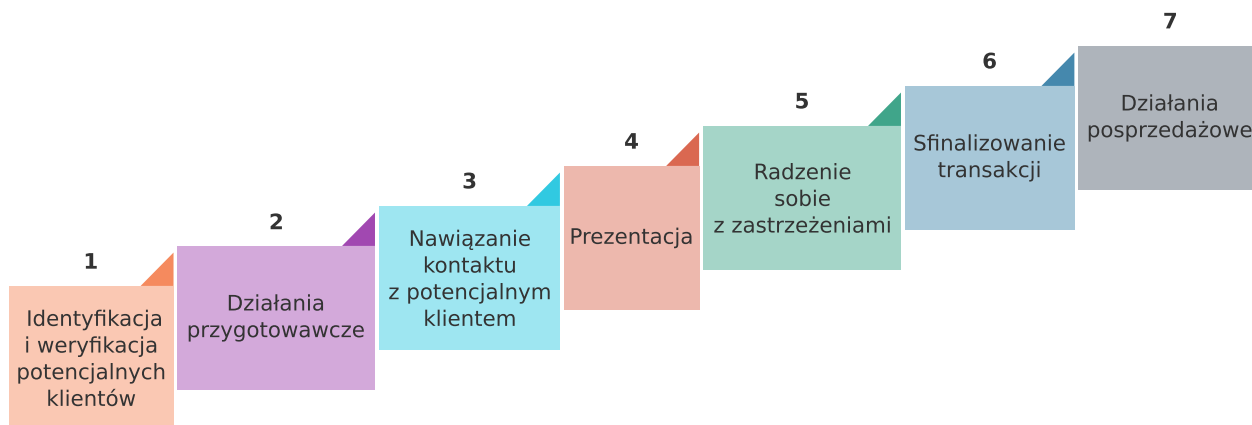 1
Identyfikacja
i weryfikacja
potencjalnych
klientów
2
Działania
przygotowawcze
3
Nawiązanie
kontaktu
z potencjalnym
klientem
4
Prezentacja
5
Radzenie
sobie
z zastrzeżeniami
6
Sfinalizowanie
transakcji
7
Działania
posprzedażowe